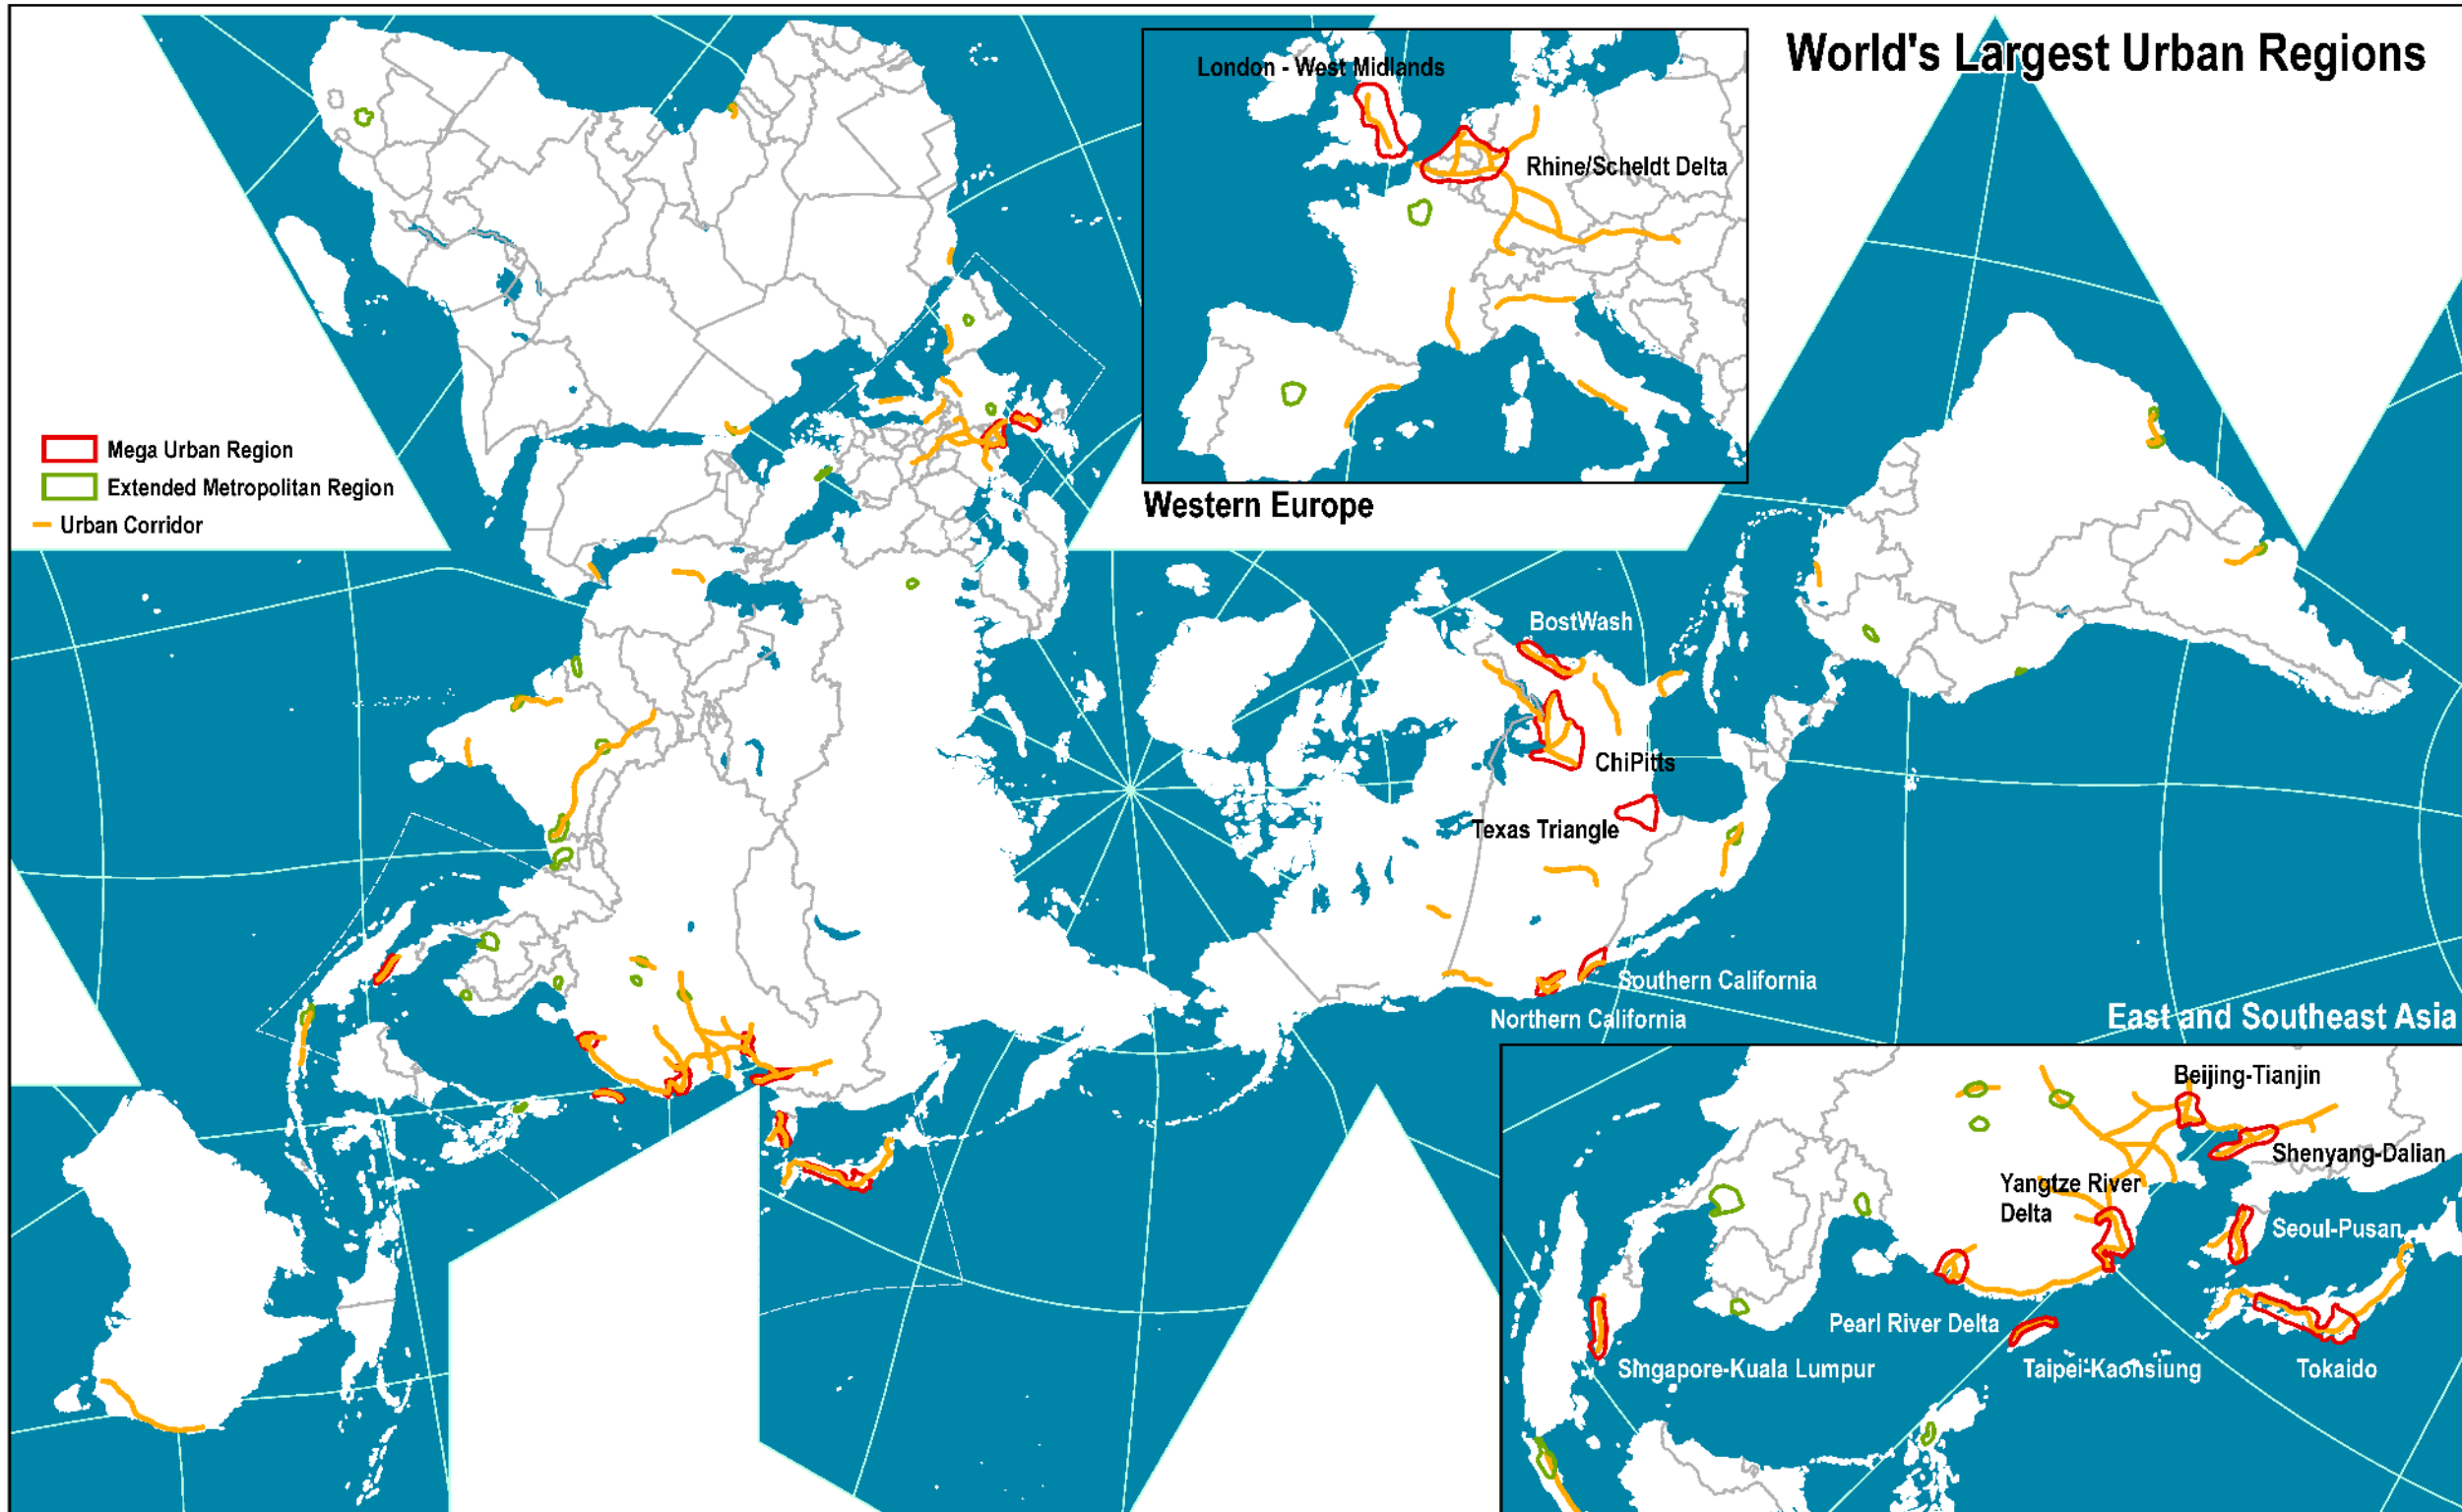 World's Largest Urban Regions
London - West Midlands
Rhine/Scheldt Delta
Western Europe
Mega Urban Region
Extended Metropolitan Region
Urban Corridor
BostWash
ChiPitts
Texas Triangle
Southern California
Northern California
East and Southeast Asia
Beijing-Tianjin
Shenyang-Dalian
Yangtze River
Delta
Seoul-Pusan
Pearl River Delta
Singapore-Kuala Lumpur
Taipei-Kaohsiung
Tokaido